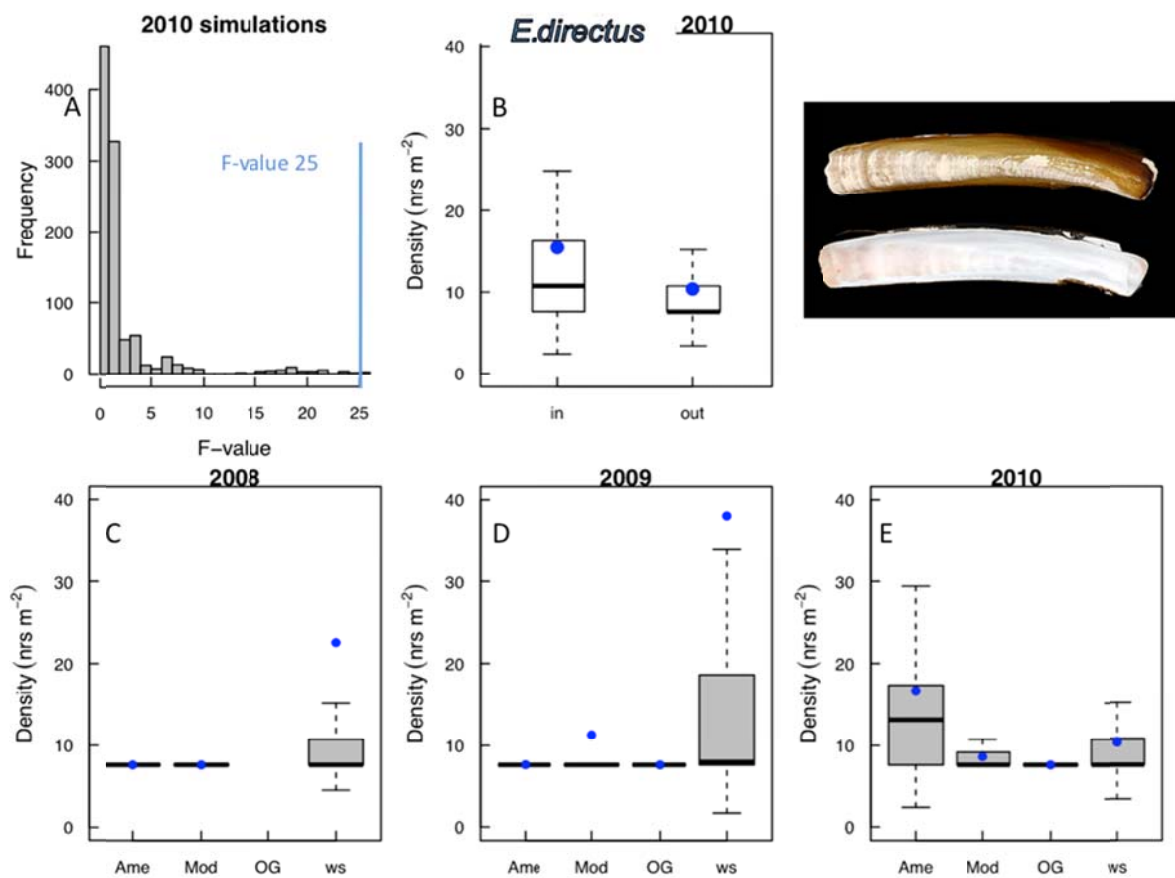 2010 simulations
A
F-value 25
Frequency
400
300
200
100
0
0 5 10 15 20 25
F-value
E.directus 2010
B
Density (nrs m⁻²)
40
30
20
10
0
in out
2008
C
Density (nrs m⁻²)
40
30
20
10
0
Ame Mod OG ws
2009
D
Density (nrs m⁻²)
40
30
20
10
0
Ame Mod OG ws
2010
E
Density (nrs m⁻²)
40
30
20
10
0
Ame Mod OG ws